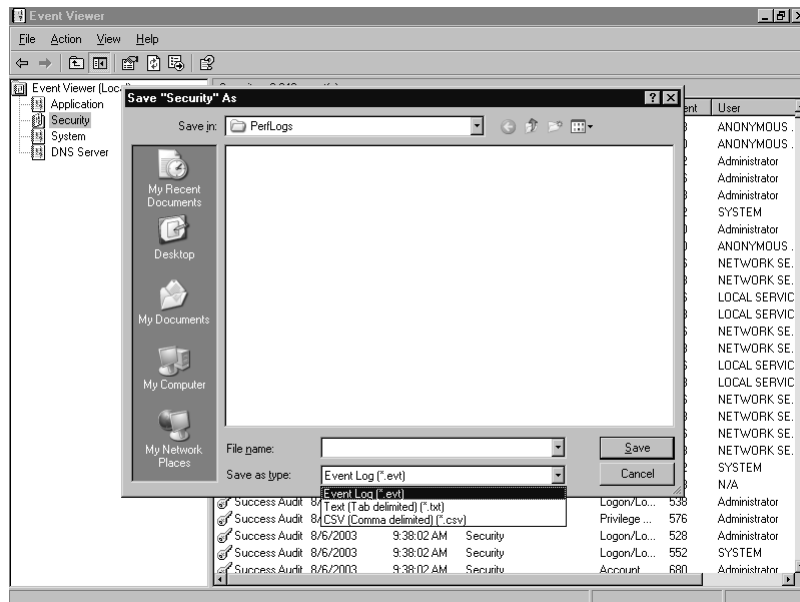 Event Viewer
File Action View Help
Event Viewer (Loc
Application
Security
System
DNS Server
Save "Security" As
Save in: PerfLogs
My Recent
Documents
Desktop
My Documents
My Computer
My Network
Places
File name:
Save as type: Event Log (*.evt)
Event Log (*.evt)
Text (Tab delimited) (*.txt)
CSV (Comma delimited) (*.csv)
Save
Cancel
ent User
ANONYMOUS .
ANONYMOUS .
Administrator
Administrator
Administrator
SYSTEM
Administrator
ANONYMOUS .
NETWORK SE.
NETWORK SE.
LOCAL SERVIC
LOCAL SERVIC
NETWORK SE.
NETWORK SE.
LOCAL SERVIC
LOCAL SERVIC
NETWORK SE.
NETWORK SE.
NETWORK SE.
NETWORK SE.
SYSTEM
N/A
Success Audit 8/ Logon/Lo... 538 Administrator
Success Audit 8/ Privilege ... 576 Administrator
Success Audit 8/6/2003 9:38:02 AM Security Logon/Lo... 528 Administrator
Success Audit 8/6/2003 9:38:02 AM Security Logon/Lo... 552 SYSTEM
Success Audit 8/6/2003 9:38:02 AM Security Account 680 Administrator